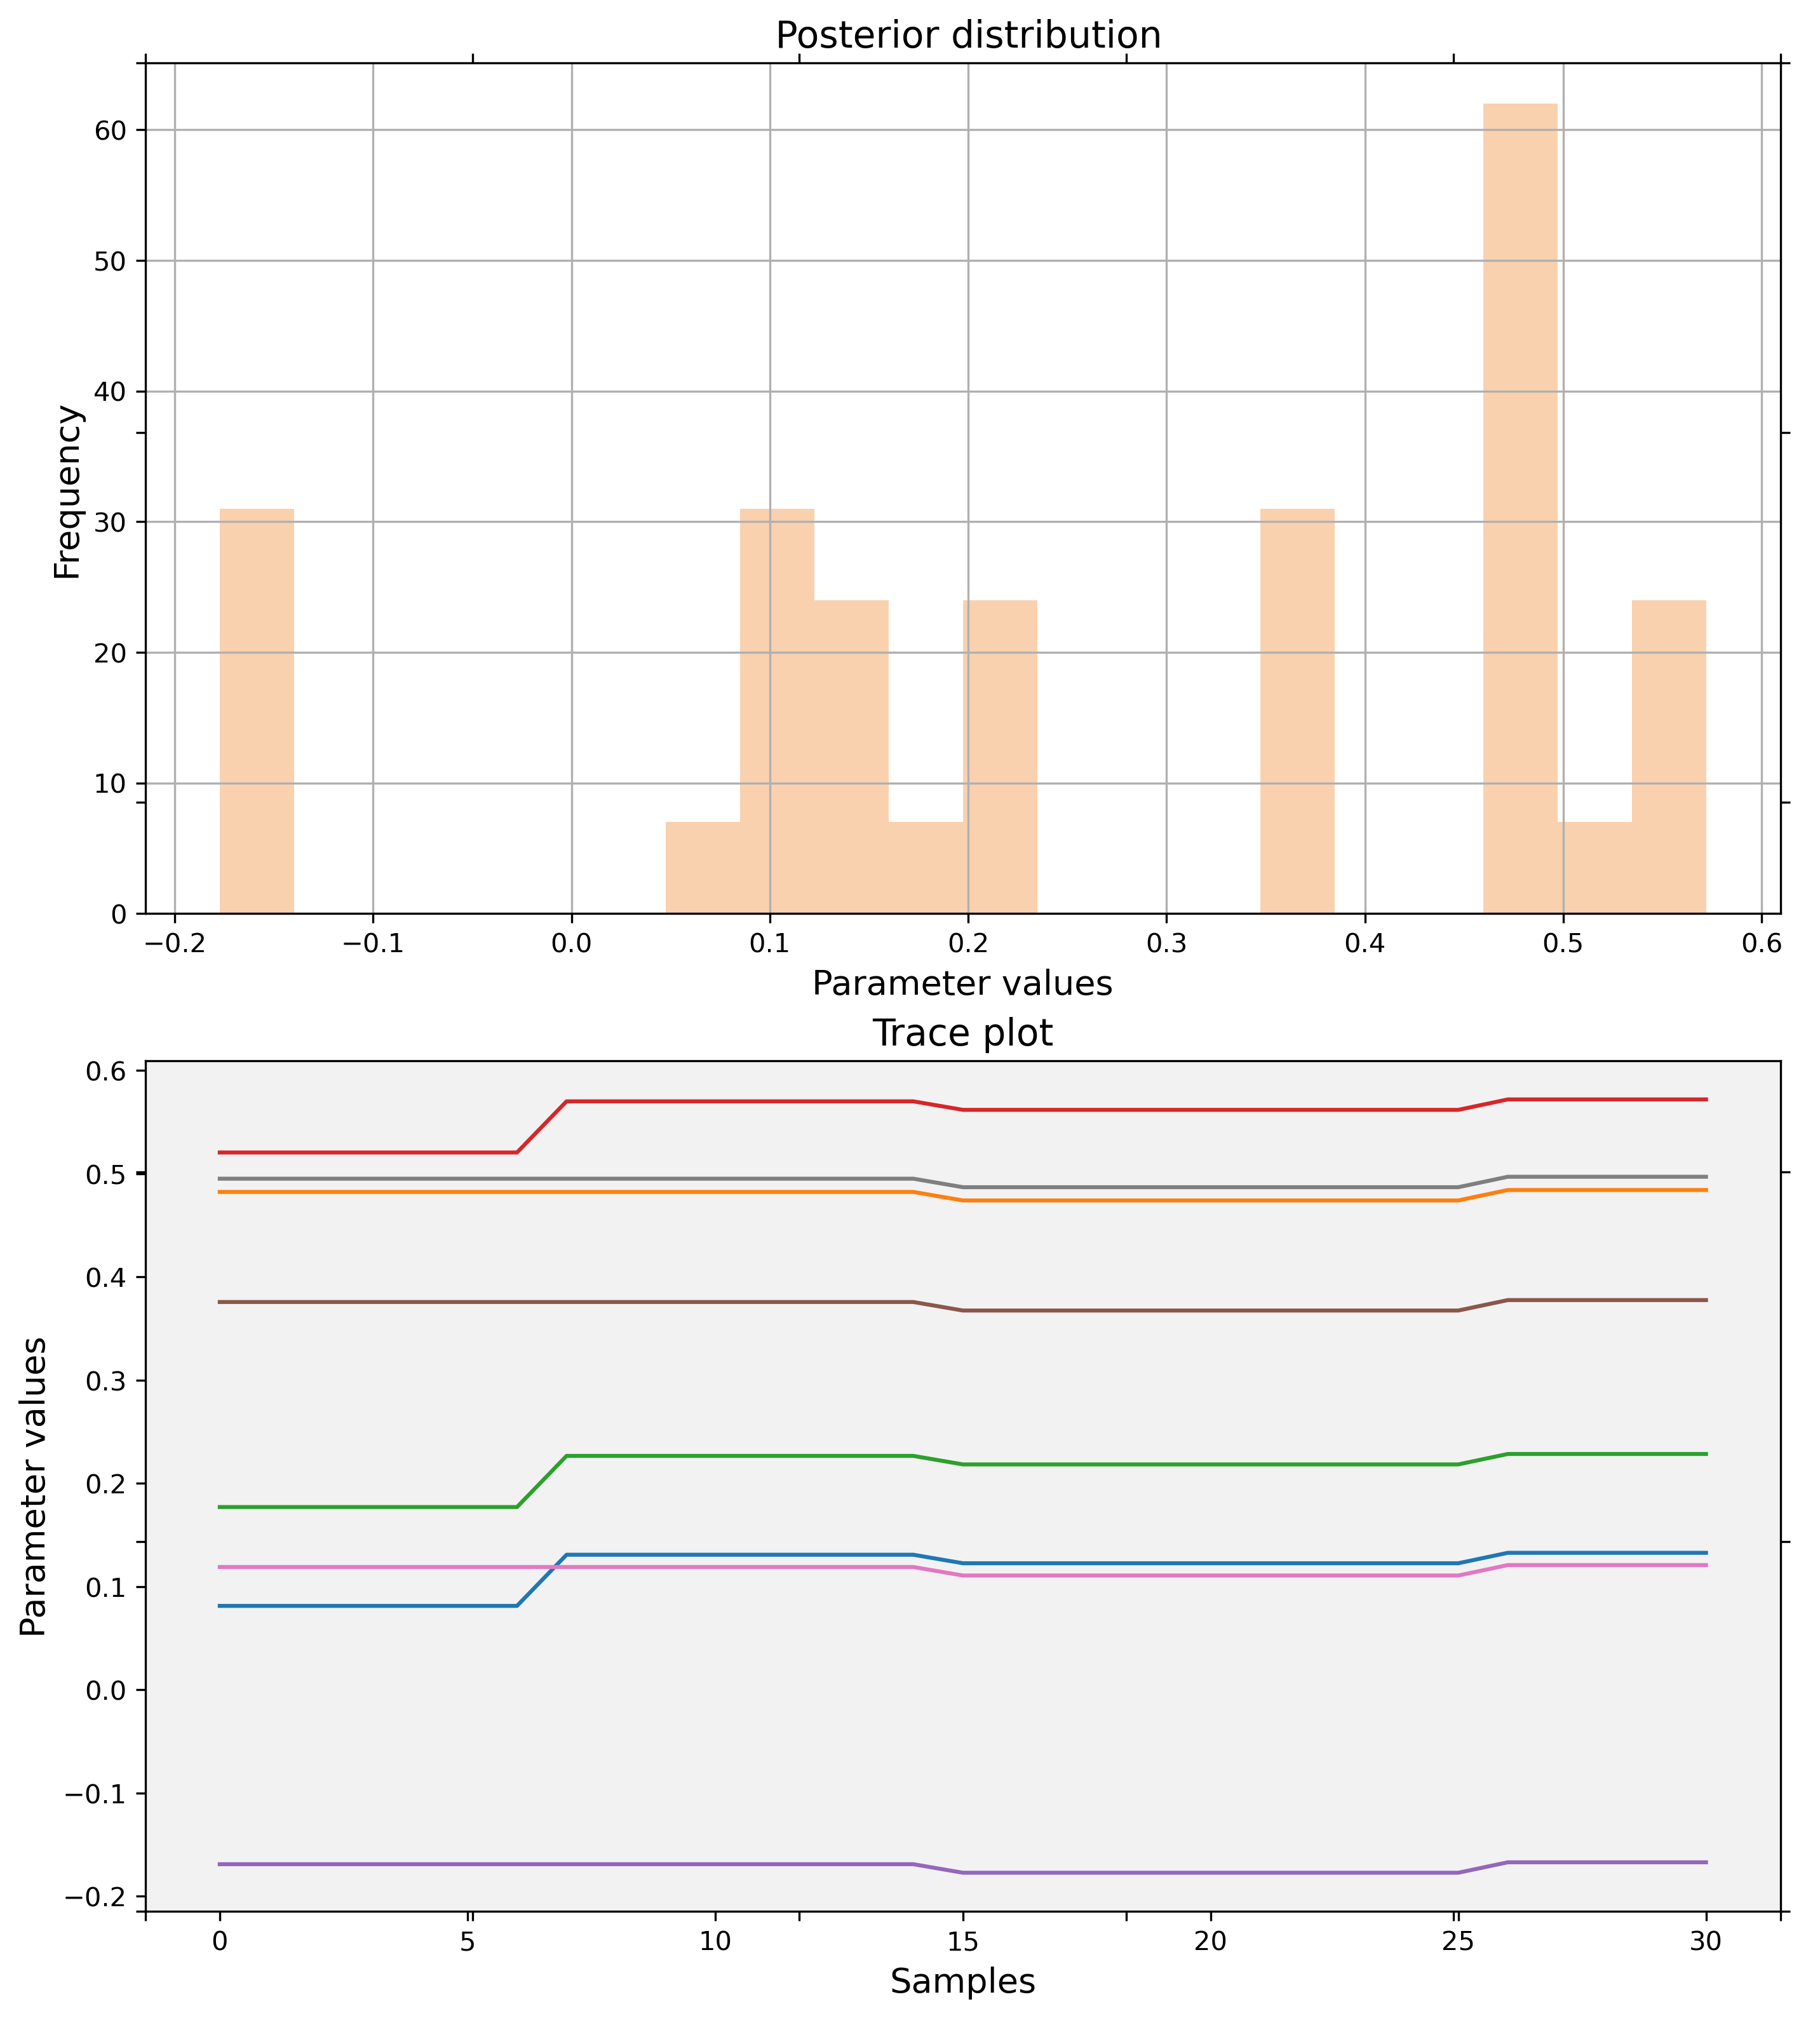 Posterior distribution
60
50
40
30
20
10
0
Frequency
−0.2 −0.1 0.0 0.1 0.2 0.3 0.4 0.5 0.6
Parameter values
Trace plot
0.6
0.5
0.4
0.3
0.2
0.1
0.0
−0.1
−0.2
Parameter values
0 5 10 15 20 25 30
Samples